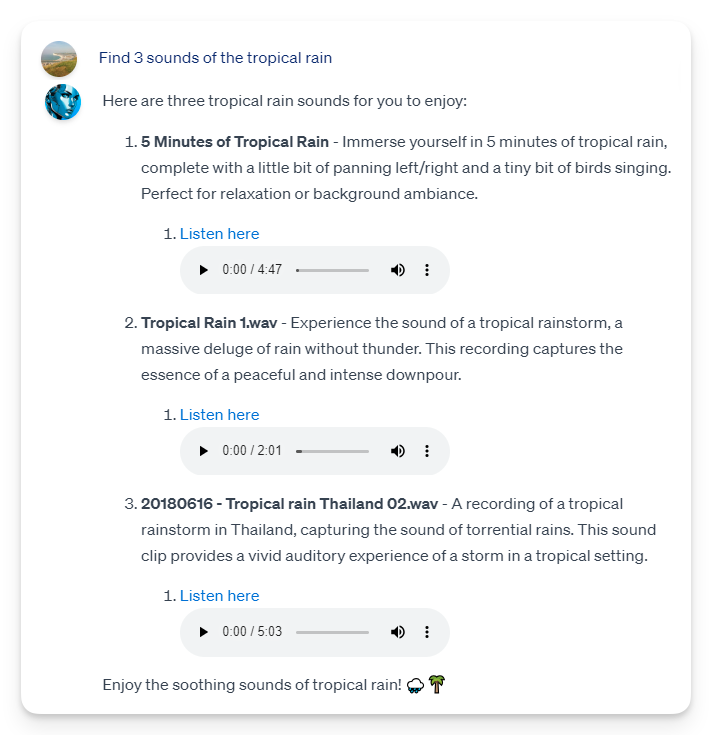 Find 3 sounds of the tropical rain
Here are three tropical rain sounds for you to enjoy:
1. 5 Minutes of Tropical Rain - Immerse yourself in 5 minutes of tropical rain,
complete with a little bit of panning left/right and a tiny bit of birds singing.
Perfect for relaxation or background ambiance.
1. Listen here
0:00 / 4:47
2. Tropical Rain 1.wav - Experience the sound of a tropical rainstorm, a
massive deluge of rain without thunder. This recording captures the
essence of a peaceful and intense downpour.
1. Listen here
0:00 / 2:01
3. 20180616 - Tropical rain Thailand 02.wav - A recording of a tropical
rainstorm in Thailand, capturing the sound of torrential rains. This sound
clip provides a vivid auditory experience of a storm in a tropical setting.
1. Listen here
0:00 / 5:03
Enjoy the soothing sounds of tropical rain! 🌧️🌴